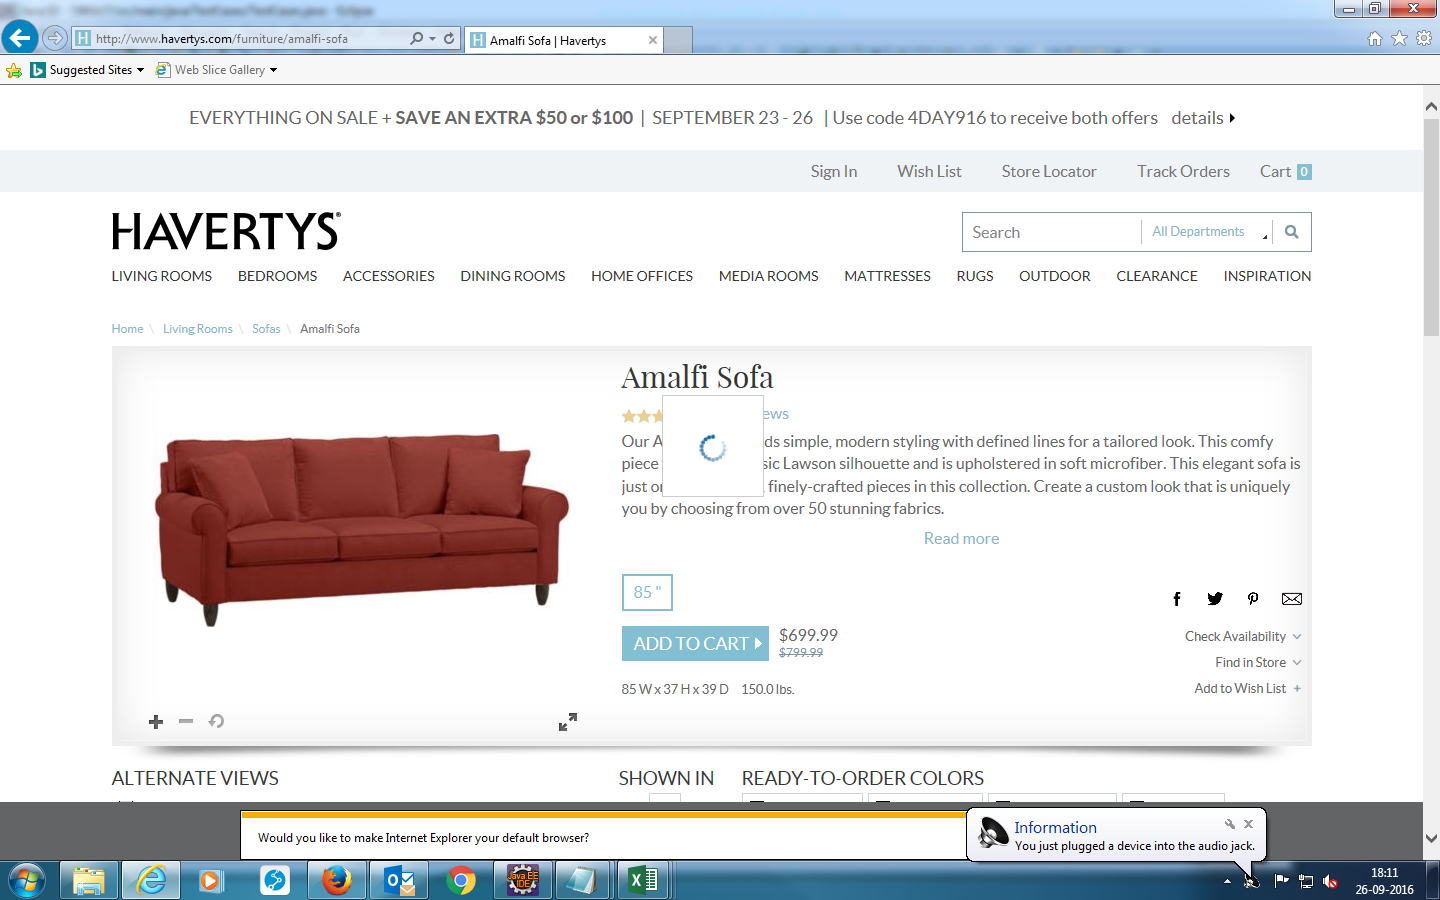 http://www.havertys.com/furniture/amalfi-sofa
Amalfi Sofa | Havertys
Suggested Sites
Web Slice Gallery
EVERYTHING ON SALE + SAVE AN EXTRA $50 or $100 | SEPTEMBER 23 - 26 | Use code 4DAY916 to receive both offers details
Sign In Wish List Store Locator Track Orders Cart 0
HAVERTYS®
Search All Departments
LIVING ROOMS BEDROOMS ACCESSORIES DINING ROOMS HOME OFFICES MEDIA ROOMS MATTRESSES RUGS OUTDOOR CLEARANCE INSPIRATION
Home \ Living Rooms \ Sofas \ Amalfi Sofa
Amalfi Sofa
ews
Our A ds simple, modern styling with defined lines for a tailored look. This comfy
piece sic Lawson silhouette and is upholstered in soft microfiber. This elegant sofa is
just or finely-crafted pieces in this collection. Create a custom look that is uniquely
you by choosing from over 50 stunning fabrics.
Read more
85 "
ADD TO CART $699.99
$799.99
85 W x 37 H x 39 D 150.0 lbs.
Check Availability
Find in Store
Add to Wish List +
ALTERNATE VIEWS SHOWN IN READY-TO-ORDER COLORS
Would you like to make Internet Explorer your default browser?
Information
You just plugged a device into the audio jack.
Java EE
IDE
18:11
26-09-2016